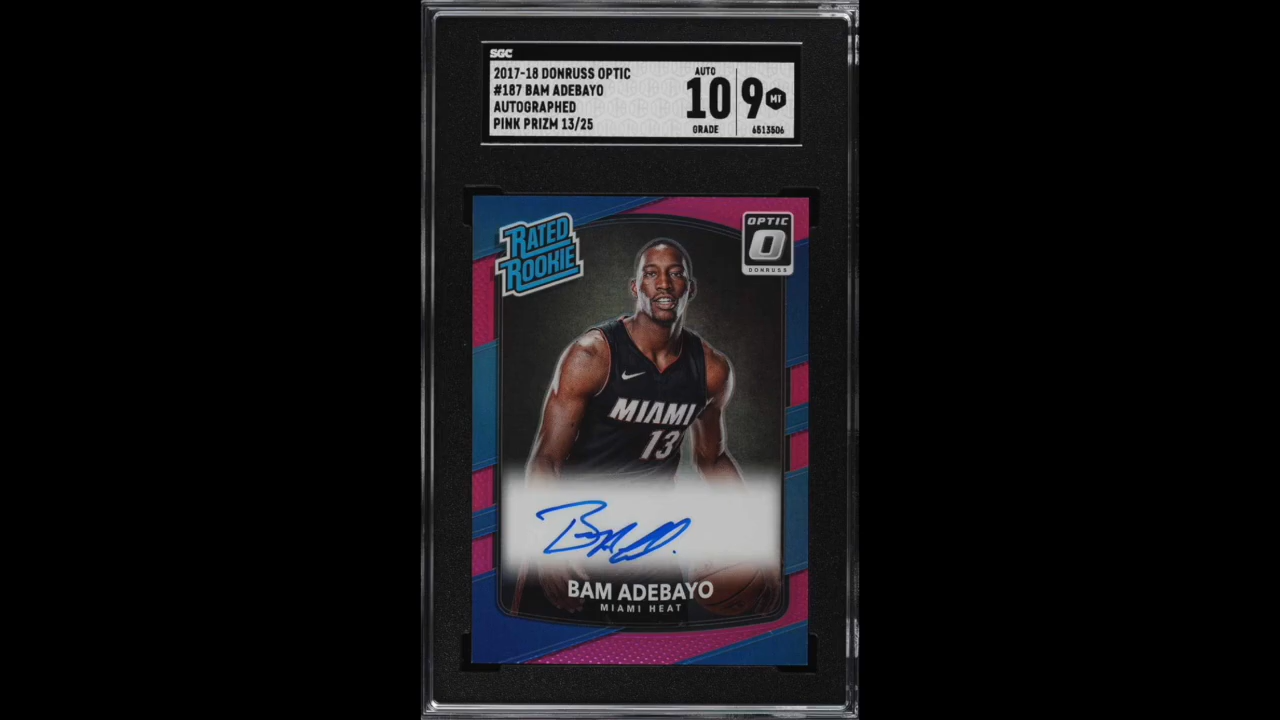 SGC
2017-18 DONRUSS OPTIC
#187 BAM ADEBAYO
AUTOGRAPHED
PINK PRIZM 13/25
AUTO
10
GRADE
9 MT
6513506
RATED
ROOKIE
OPTIC
O
DONRUSS
MIAMI
13
BAM ADEBAYO
MIAMI HEAT